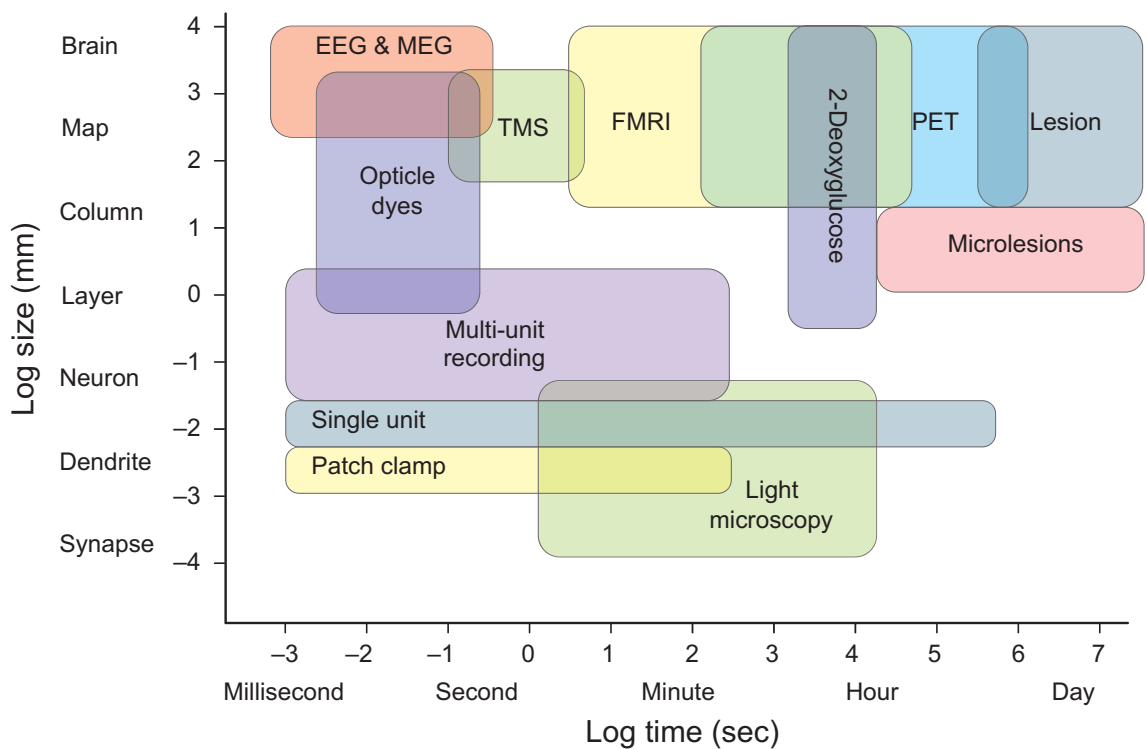 4
Brain
EEG & MEG
3
Map
TMS
FMRI
2-Deoxyglucose
PET
Lesion
2
Opticle
dyes
Column
1
Microlesions
Log size (mm)
Layer
0
Multi-unit
recording
–1
Neuron
Single unit
–2
Dendrite
Patch clamp
–3
Light
microscopy
Synapse
–4
–3 –2 –1 0 1 2 3 4 5 6 7
Millisecond Second Minute Hour Day
Log time (sec)